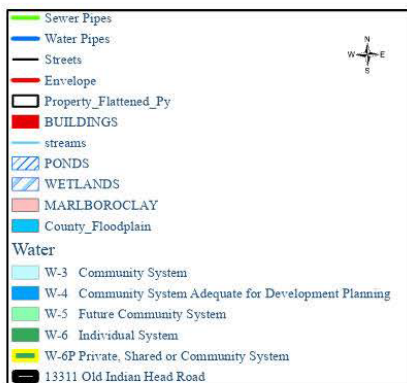 Sewer Pipes
Water Pipes
Streets
Envelope
Property_Flattened_Py
BUILDINGS
streams
PONDS
WETLANDS
MARLBOROCLAY
County_Floodplain
Water
W-3 Community System
W-4 Community System Adequate for Development Planning
W-5 Future Community System
W-6 Individual System
W-6P Private, Shared or Community System
13311 Old Indian Head Road
N
W E
S